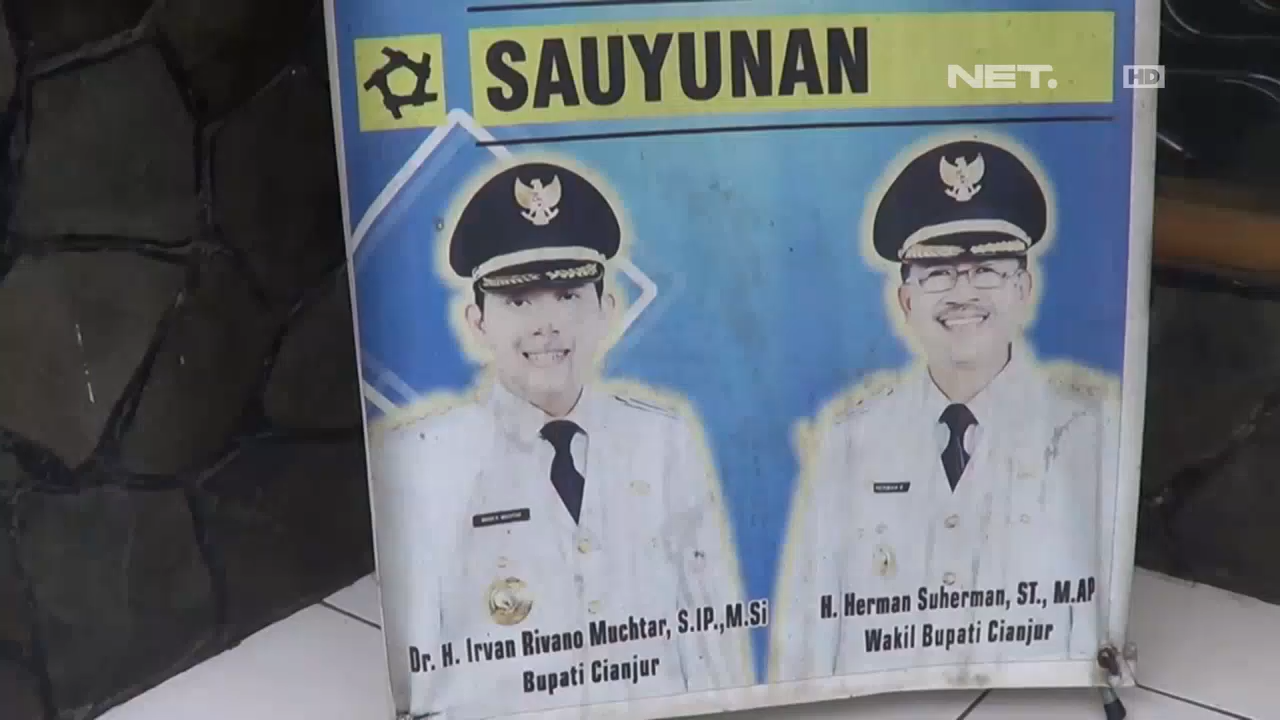 SAUYUNAN
NET. HD
Dr. H. Irvan Rivano Muchtar, S.IP.,M.Si
Bupati Cianjur
H. Herman Suherman, ST., M.AP
Wakil Bupati Cianjur